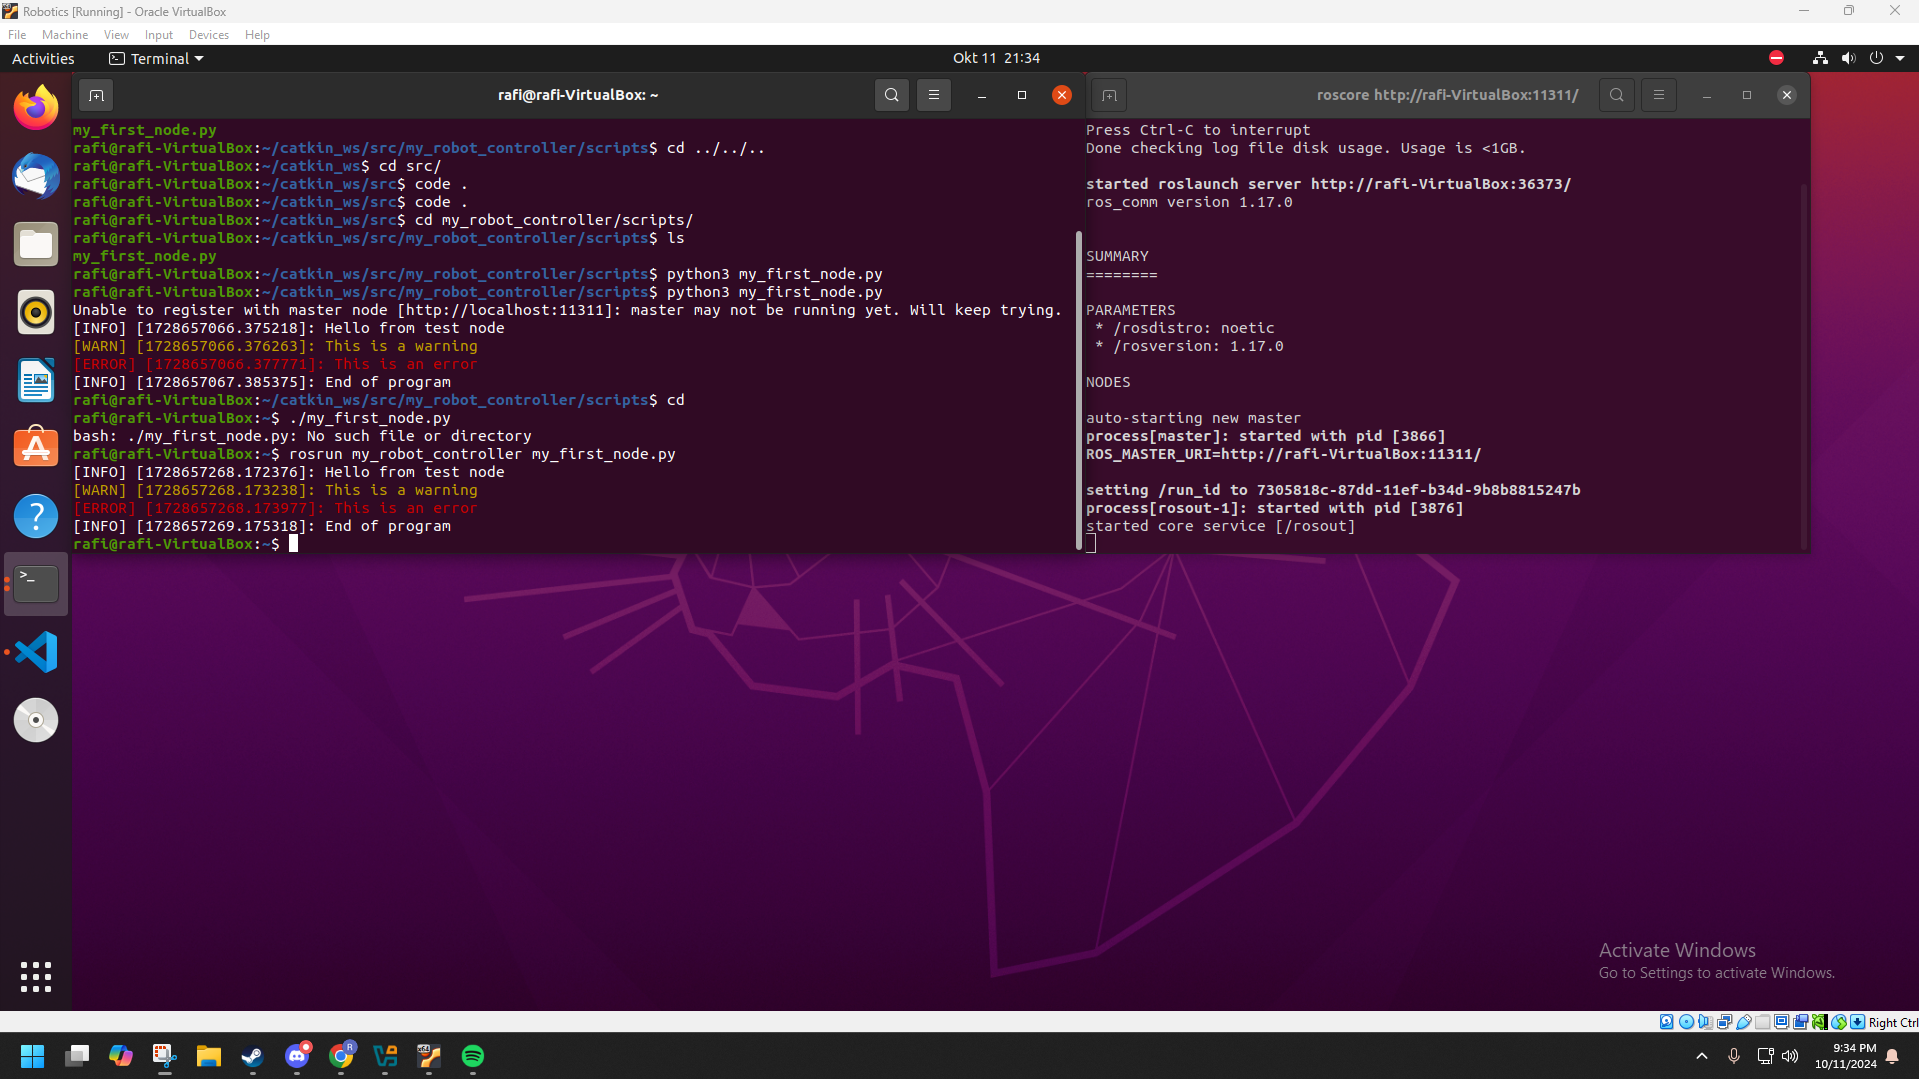 Robotics [Running] - Oracle VirtualBox
File Machine View Input Devices Help
Activities Terminal Okt 11 21:34
rafi@rafi-VirtualBox: ~
my_first_node.py
rafi@rafi-VirtualBox:~/catkin_ws/src/my_robot_controller/scripts$ cd ../../..
rafi@rafi-VirtualBox:~/catkin_ws$ cd src/
rafi@rafi-VirtualBox:~/catkin_ws/src$ code .
rafi@rafi-VirtualBox:~/catkin_ws/src$ code .
rafi@rafi-VirtualBox:~/catkin_ws/src$ cd my_robot_controller/scripts/
rafi@rafi-VirtualBox:~/catkin_ws/src/my_robot_controller/scripts$ ls
my_first_node.py
rafi@rafi-VirtualBox:~/catkin_ws/src/my_robot_controller/scripts$ python3 my_first_node.py
rafi@rafi-VirtualBox:~/catkin_ws/src/my_robot_controller/scripts$ python3 my_first_node.py
Unable to register with master node [http://localhost:11311]: master may not be running yet. Will keep trying.
[INFO] [1728657066.375218]: Hello from test node
[WARN] [1728657066.376263]: This is a warning
[ERROR] [1728657066.377771]: This is an error
[INFO] [1728657067.385375]: End of program
rafi@rafi-VirtualBox:~/catkin_ws/src/my_robot_controller/scripts$ cd
rafi@rafi-VirtualBox:~$ ./my_first_node.py
bash: ./my_first_node.py: No such file or directory
rafi@rafi-VirtualBox:~$ rosrun my_robot_controller my_first_node.py
[INFO] [1728657268.172376]: Hello from test node
[WARN] [1728657268.173238]: This is a warning
[ERROR] [1728657268.173977]: This is an error
[INFO] [1728657269.175318]: End of program
rafi@rafi-VirtualBox:~$
roscore http://rafi-VirtualBox:11311/
Press Ctrl-C to interrupt
Done checking log file disk usage. Usage is <1GB.
started roslaunch server http://rafi-VirtualBox:36373/
ros_comm version 1.17.0
SUMMARY
========
PARAMETERS
* /rosdistro: noetic
* /rosversion: 1.17.0
NODES
auto-starting new master
process[master]: started with pid [3866]
ROS_MASTER_URI=http://rafi-VirtualBox:11311/
setting /run_id to 7305818c-87dd-11ef-b34d-9b8b8815247b
process[rosout-1]: started with pid [3876]
started core service [/rosout]
Activate Windows
Go to Settings to activate Windows.
Right Ctrl
9:34 PM
10/11/2024